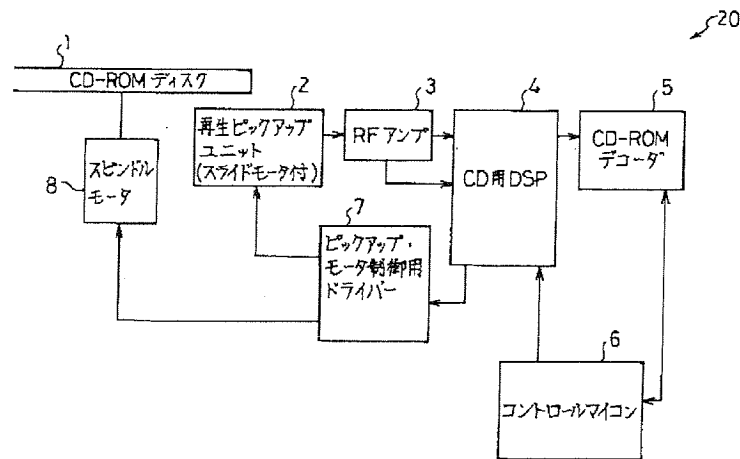 20
1
CD-ROM ディスク
2
再生ピックアップ
ユニット
(スライドモータ付)
3
RFアンプ
4
CD用DSP
5
CD-ROM
デコーダ
8
スピンドル
モータ
7
ピックアップ・
モータ制御用
ドライバー
6
コントロールマイコン